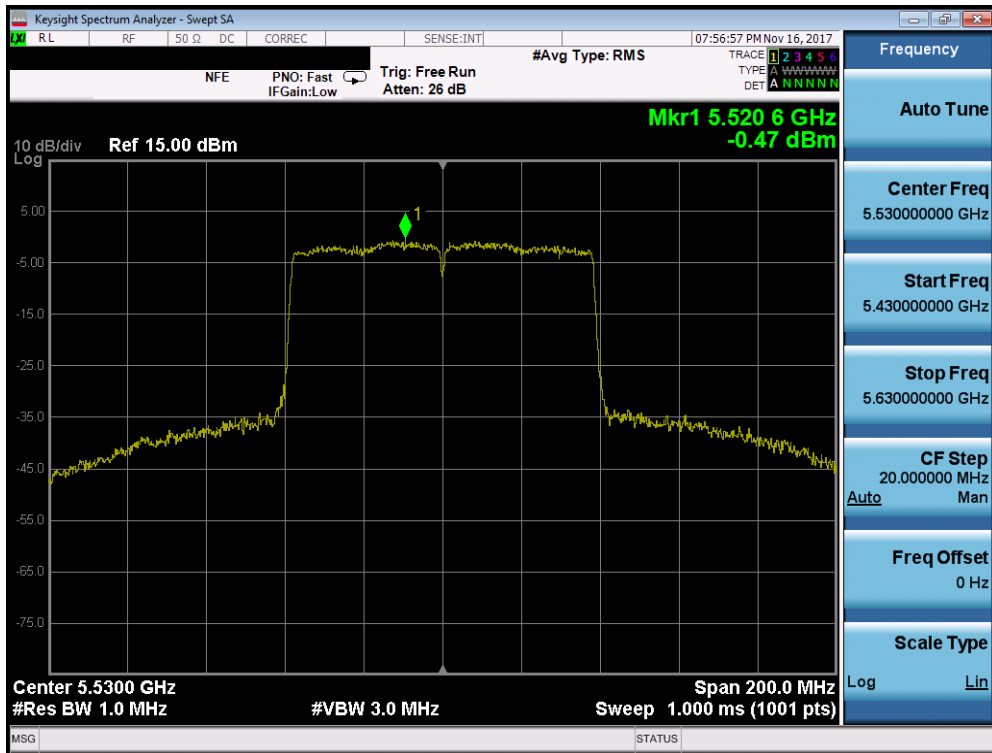 Keysight Spectrum Analyzer - Swept SA
LXI RL RF 50 Ω DC CORREC SENSE:INT 07:56:57 PM Nov 16, 2017
#Avg Type: RMS TRACE 1 2 3 4 5 6
NFE PNO: Fast Trig: Free Run TYPE A WWWWW
IFGain:Low Atten: 26 dB DET A N N N N N
Mkr1 5.520 6 GHz
-0.47 dBm
10 dB/div Ref 15.00 dBm
Log
1
5.00
-5.00
-15.0
-25.0
-35.0
-45.0
-55.0
-65.0
-75.0
Center 5.5300 GHz Span 200.0 MHz
#Res BW 1.0 MHz #VBW 3.0 MHz Sweep 1.000 ms (1001 pts)
MSG STATUS
Frequency
Auto Tune
Center Freq
5.530000000 GHz
Start Freq
5.430000000 GHz
Stop Freq
5.630000000 GHz
CF Step
20.000000 MHz
Auto Man
Freq Offset
0 Hz
Scale Type
Log Lin